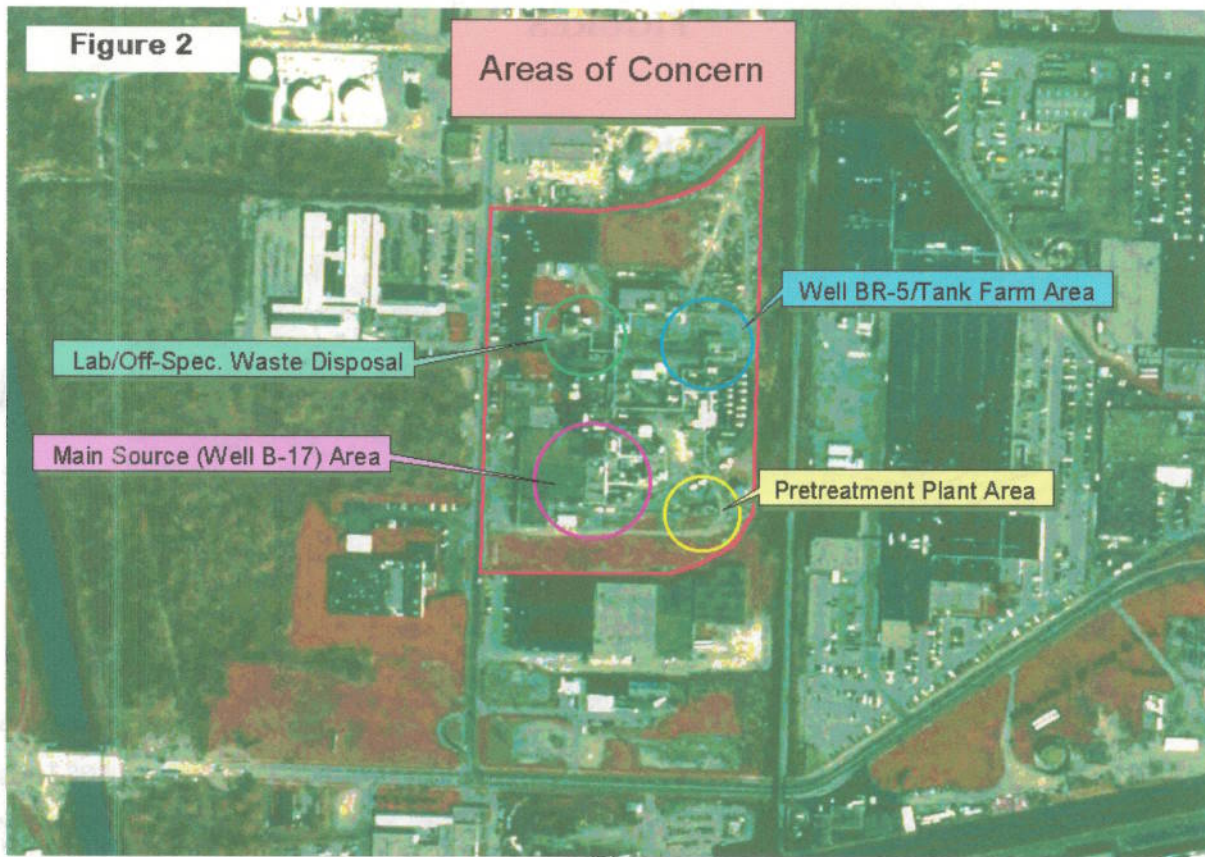 Figure 2
Areas of Concern
Well BR-5/Tank Farm Area
Lab/Off-Spec. Waste Disposal
Main Source (Well B-17) Area
Pretreatment Plant Area